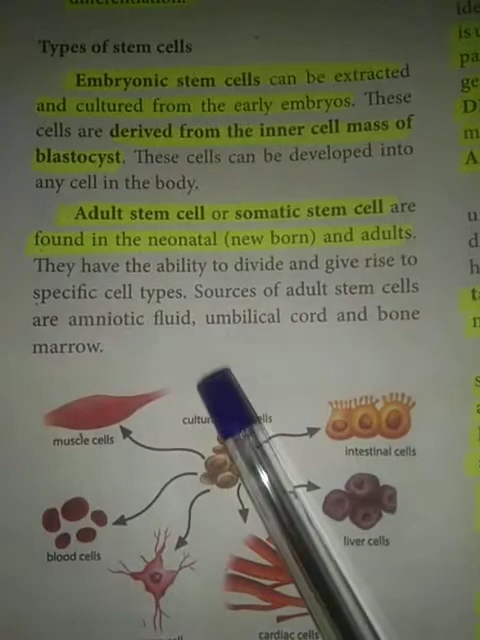 differentiation.
Types of stem cells
Embryonic stem cells can be extracted
and cultured from the early embryos. These
cells are derived from the inner cell mass of
blastocyst. These cells can be developed into
any cell in the body.
Adult stem cell or somatic stem cell are
found in the neonatal (new born) and adults.
They have the ability to divide and give rise to
specific cell types. Sources of adult stem cells
are amniotic fluid, umbilical cord and bone
marrow.
muscle cells
intestinal cells
blood cells
liver cells
cardiac cells